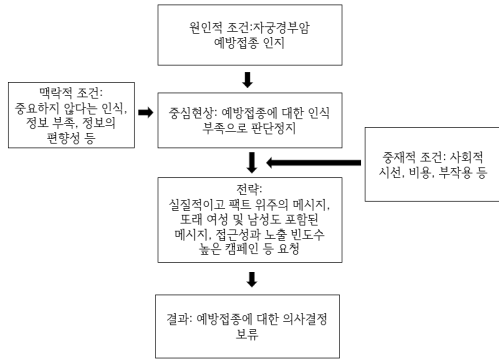 원인적 조건:자궁경부암
예방접종 인지
맥락적 조건:
중요하지 않다는 인식,
정보 부족, 정보의
편향성 등
중심현상: 예방접종에 대한 인식
부족으로 판단정지
중재적 조건: 사회적
시선, 비용, 부작용 등
전략:
실질적이고 팩트 위주의 메시지,
또래 여성 및 남성도 포함된
메시지, 접근성과 노출 빈도수
높은 캠페인 등 요청
결과: 예방접종에 대한 의사결정
보류